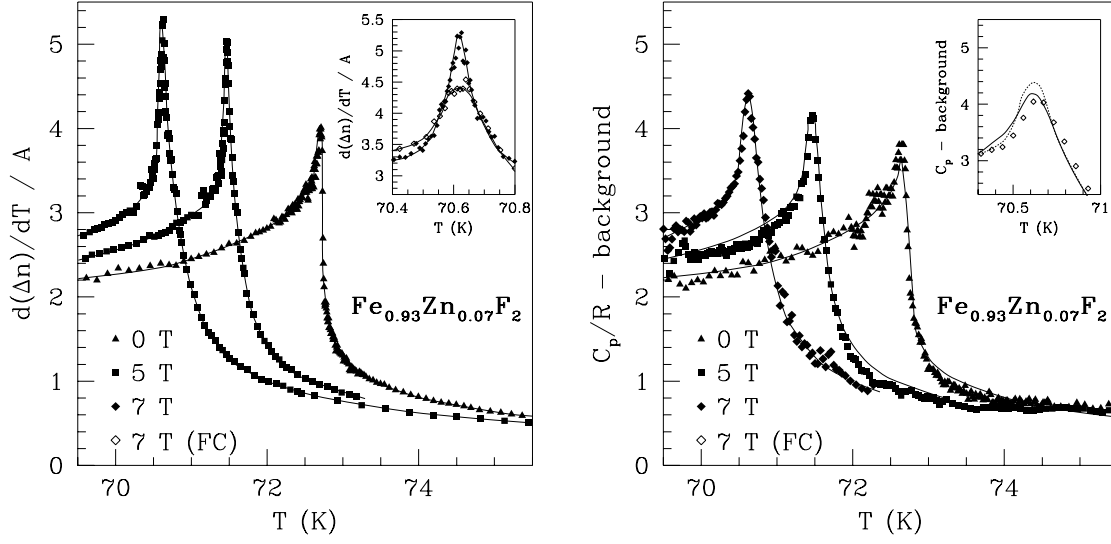 d(Δn)/dT / A
5
4
3
2
1
0
70
72
74
T (K)
Fe0.93Zn0.07F2
▲ 0 T
■ 5 T
◆ 7 T
◇ 7 T (FC)
d(Δn)/dT / A
5.5
5
4.5
4
3.5
3
70.4
70.6
70.8
T (K)
Cp/R − background
5
4
3
2
1
0
70
72
74
T (K)
Fe0.93Zn0.07F2
▲ 0 T
■ 5 T
◆ 7 T
◇ 7 T (FC)
Cp − background
5
4
3
70.5
71
T (K)